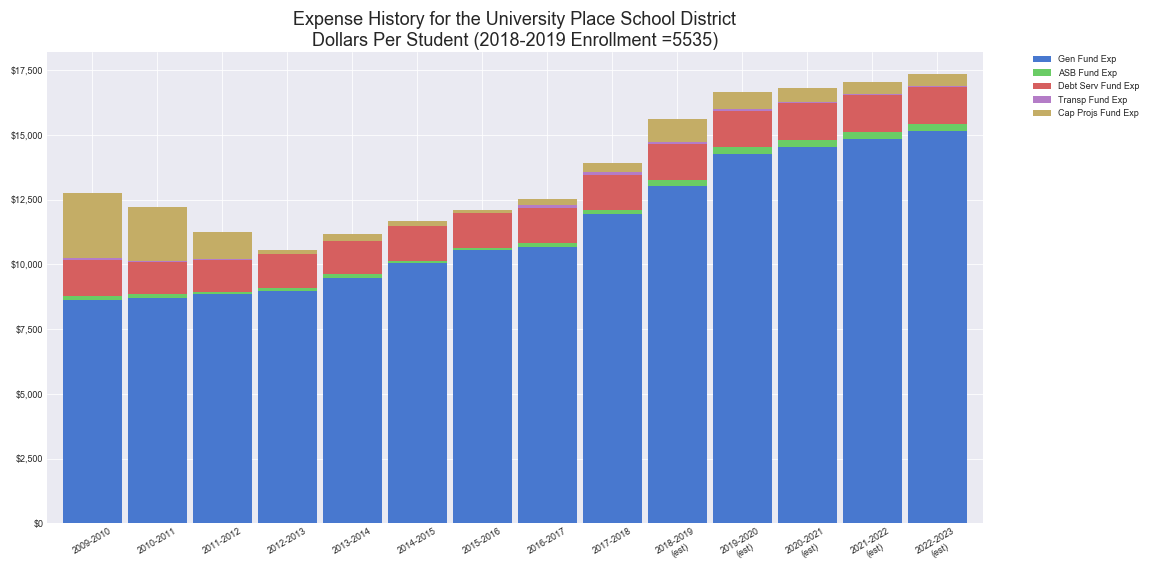 Expense History for the University Place School District
Dollars Per Student (2018-2019 Enrollment =5535)
Gen Fund Exp
ASB Fund Exp
Debt Serv Fund Exp
Transp Fund Exp
Cap Projs Fund Exp
$17,500
$15,000
$12,500
$10,000
$7,500
$5,000
$2,500
$0
2009-2010
2010-2011
2011-2012
2012-2013
2013-2014
2014-2015
2015-2016
2016-2017
2017-2018
2018-2019
(est)
2019-2020
(est)
2020-2021
(est)
2021-2022
(est)
2022-2023
(est)